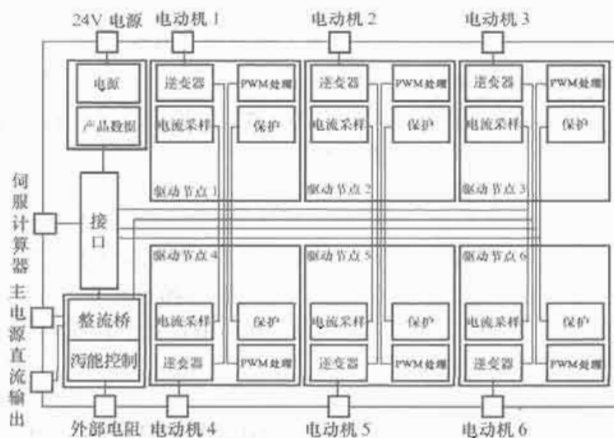 24V 电源
电动机 1
电动机 2
电动机 3
电源
产品数据
逆变器
PWM处理
电流采样
保护
驱动节点1
逆变器
PWM处理
电流采样
保护
驱动节点2
逆变器
PWM处理
电流采样
保护
驱动节点3
伺服计算器
接口
主电源
直流输出
整流桥
泻能控制
驱动节点4
电流采样
保护
逆变器
PWM处理
驱动节点5
电流采样
保护
逆变器
PWM处理
驱动节点6
电流采样
保护
逆变器
PWM处理
外部电阻
电动机 4
电动机 5
电动机 6